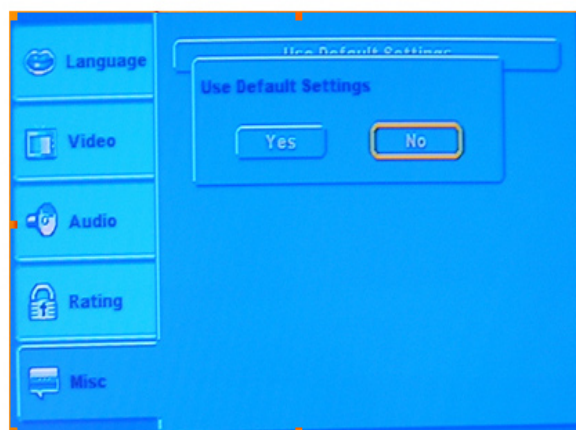 Language
Video
Audio
Rating
Misc
Use Default Settings
Use Default Settings
Yes
No